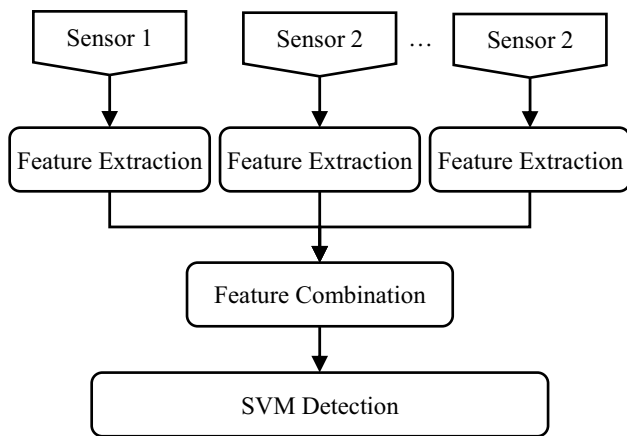 Sensor 1
Sensor 2
…
Sensor 2
Feature Extraction
Feature Extraction
Feature Extraction
Feature Combination
SVM Detection